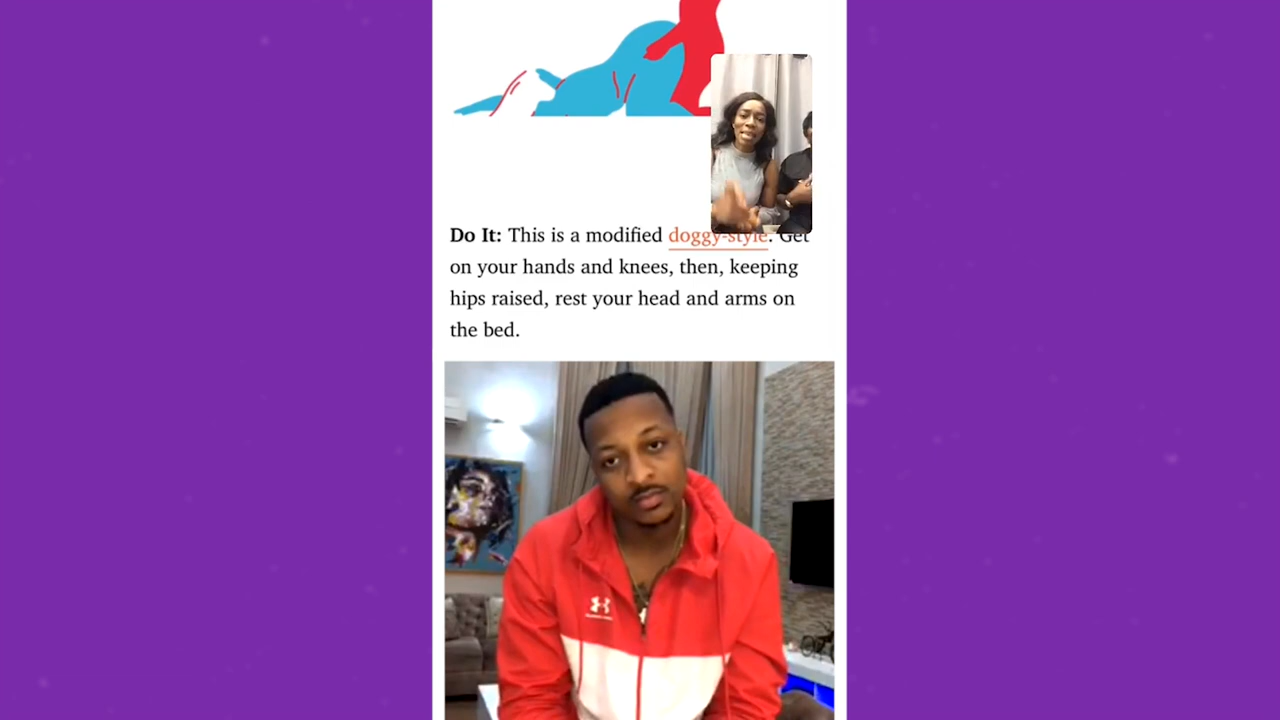 Do It: This is a modified doggy-style. Get
on your hands and knees, then, keeping
hips raised, rest your head and arms on
the bed.